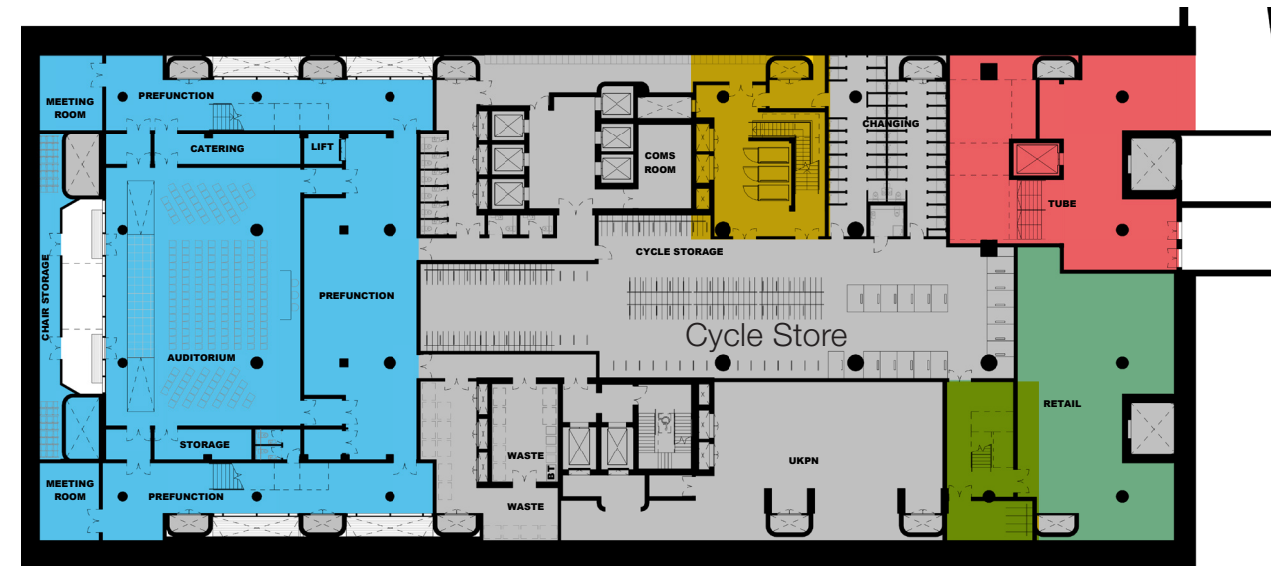 MEETING
ROOM
PREFUNCTION
CATERING
LIFT
COMS
ROOM
CHANGING
TUBE
CHAIR STORAGE
CYCLE STORAGE
PREFUNCTION
Cycle Store
AUDITORIUM
RETAIL
STORAGE
WASTE
BT
UKPN
MEETING
ROOM
PREFUNCTION
WASTE